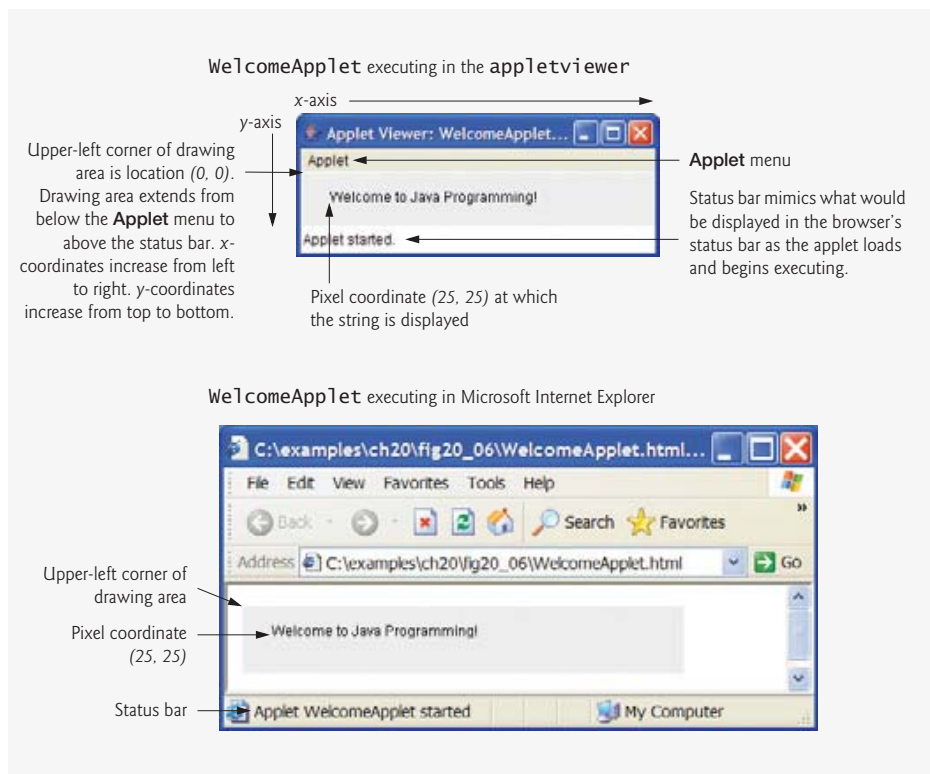 WelcomeApplet executing in the appletviewer
x-axis
y-axis
Upper-left corner of drawing
area is location (0, 0).
Drawing area extends from
below the Applet menu to
above the status bar. x-
coordinates increase from left
to right. y-coordinates
increase from top to bottom.
Applet Viewer: WelcomeApplet...
Applet
Welcome to Java Programming!
Applet started.
Applet menu
Status bar mimics what would
be displayed in the browser's
status bar as the applet loads
and begins executing.
Pixel coordinate (25, 25) at which
the string is displayed
WelcomeApplet executing in Microsoft Internet Explorer
C:\examples\ch20\fig20_06\WelcomeApplet.html...
File Edit View Favorites Tools Help
Back Search Favorites »
Address C:\examples\ch20\fig20_06\WelcomeApplet.html Go
Upper-left corner of
drawing area
Pixel coordinate
(25, 25)
Welcome to Java Programming!
Status bar
Applet WelcomeApplet started My Computer